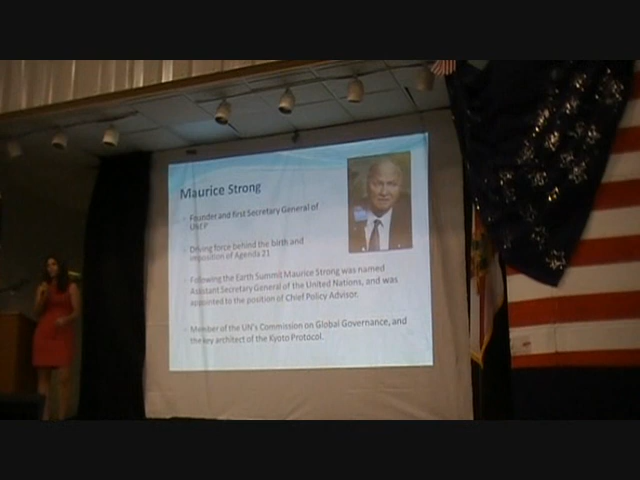 Maurice Strong
Founder and first Secretary General of
UNEP
Driving force behind the birth and
imposition of Agenda 21
Following the Earth Summit Maurice Strong was named
Assistant Secretary General of the United Nations, and was
appointed to the position of Chief Policy Advisor.
Member of the UN's Commission on Global Governance, and
the key architect of the Kyoto Protocol.